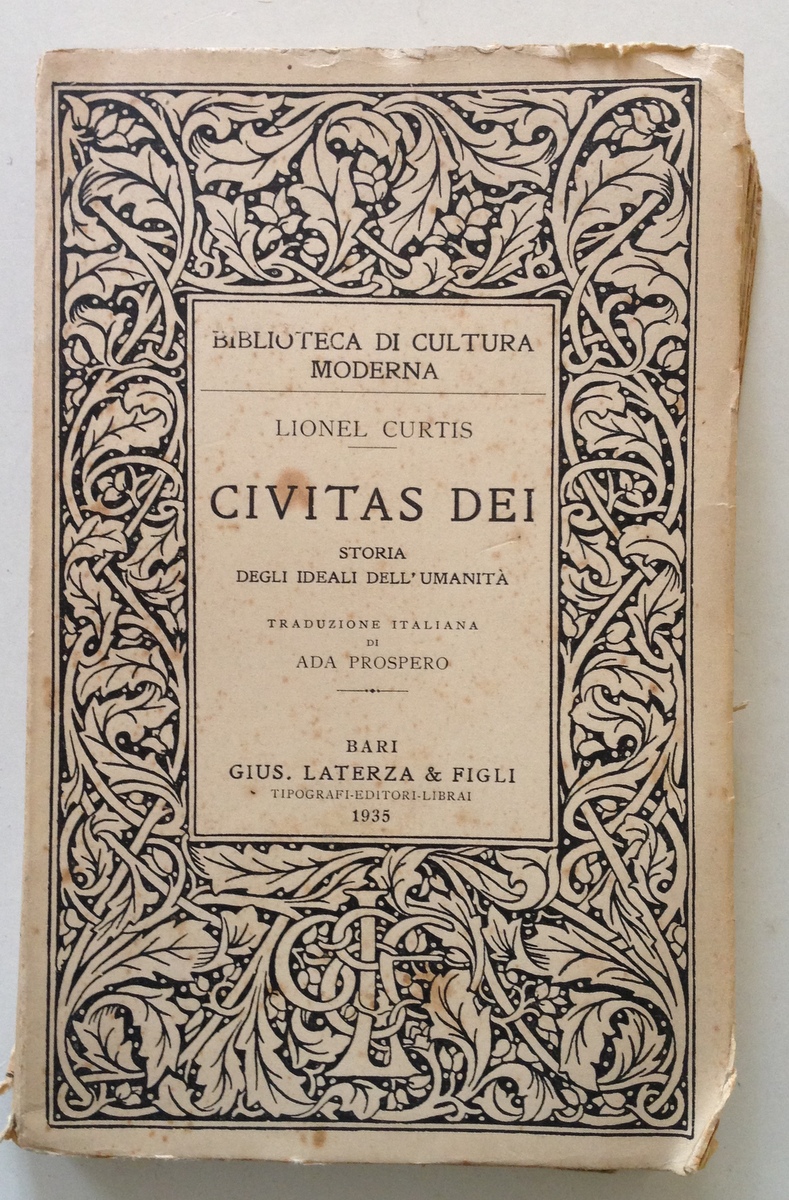 BIBLIOTECA DI CULTURA
MODERNA
LIONEL CURTIS
CIVITAS DEI
STORIA
DEGLI IDEALI DELL'UMANITÀ
TRADUZIONE ITALIANA
DI
ADA PROSPERO
BARI
GIUS. LATERZA & FIGLI
TIPOGRAFI-EDITORI-LIBRAI
1935